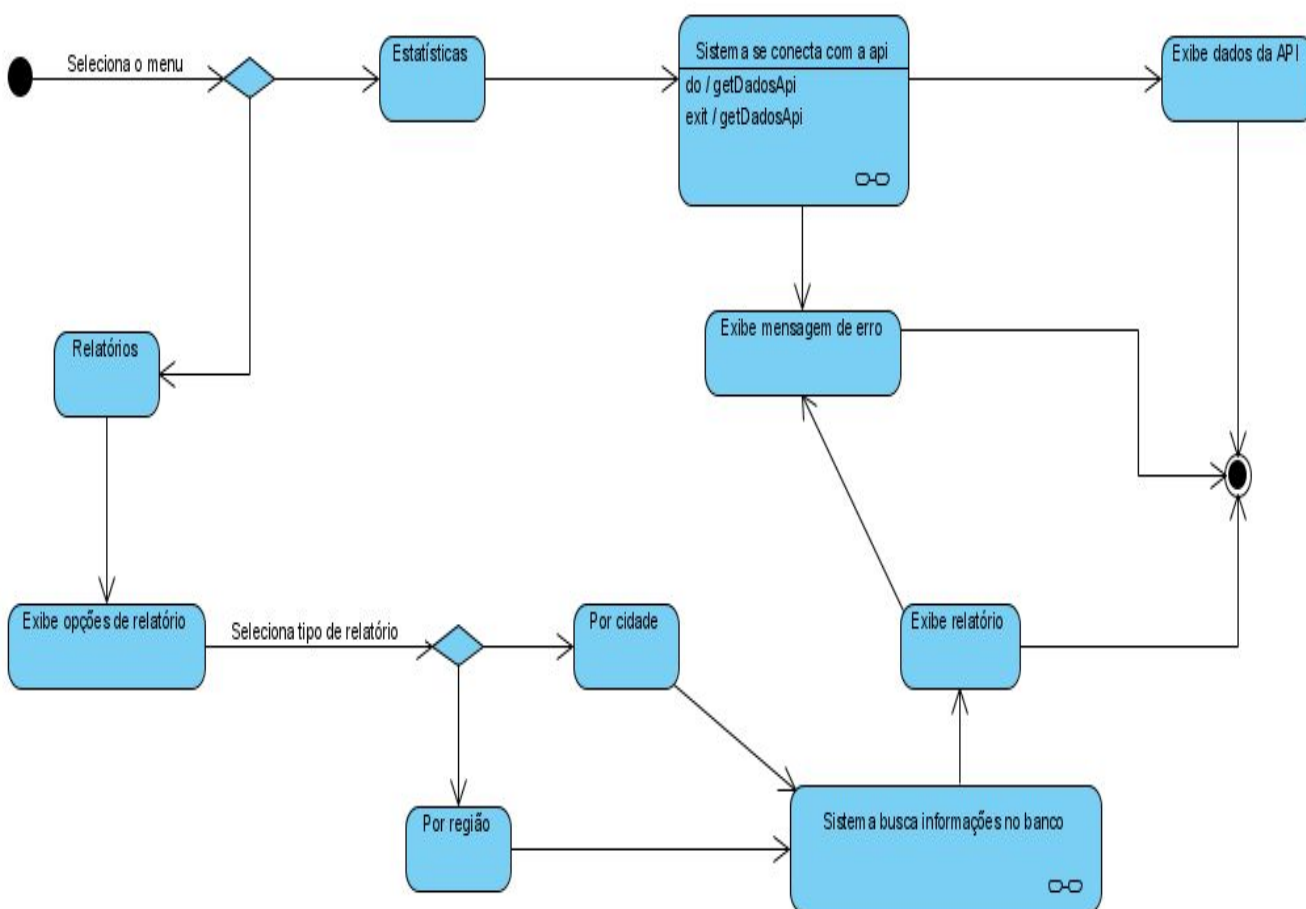 Seleciona o menu
Estatísticas
Sistema se conecta com a api
do / getDadosApi
exit / getDadosApi
Exibe dados da API
Relatórios
Exibe mensagem de erro
Exibe opções de relatório
Seleciona tipo de relatório
Por cidade
Exibe relatório
Por região
Sistema busca informações no banco